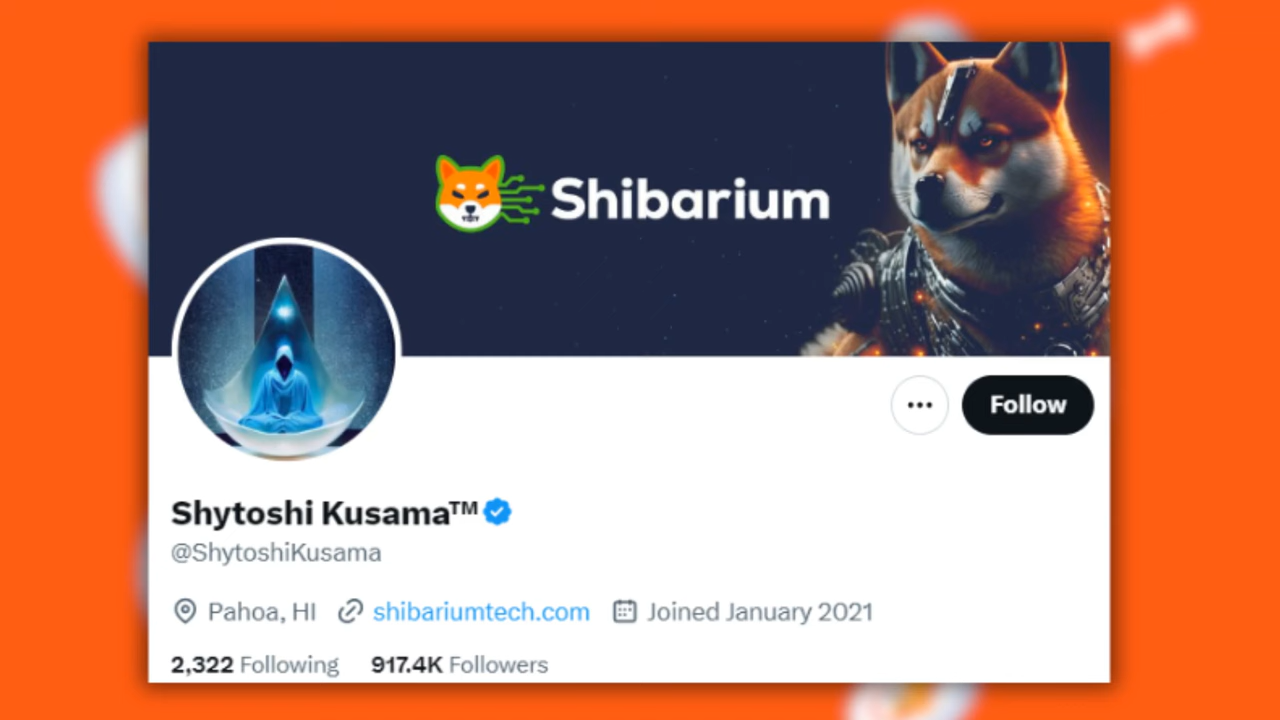 Shibarium
Follow
Shytoshi Kusama™
@ShytoshiKusama
Pahoa, HI shibariumtech.com Joined January 2021
2,322 Following 917.4K Followers